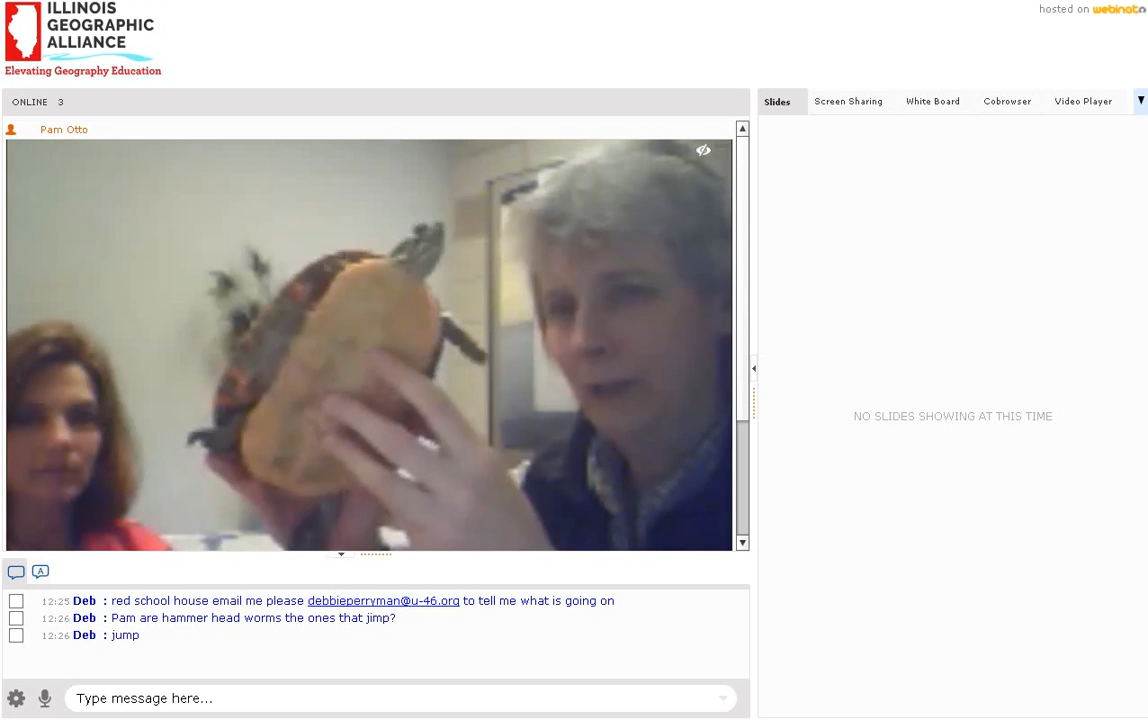 ILLINOIS
GEOGRAPHIC
ALLIANCE
Elevating Geography Education
hosted on webinato
ONLINE 3
Pam Otto
Slides Screen Sharing White Board Cobrowser Video Player
NO SLIDES SHOWING AT THIS TIME
A
12:25 Deb : red school house email me please debbieperryman@u-46.org to tell me what is going on
12:26 Deb : Pam are hammer head worms the ones that jimp?
12:26 Deb : jump
Type message here...